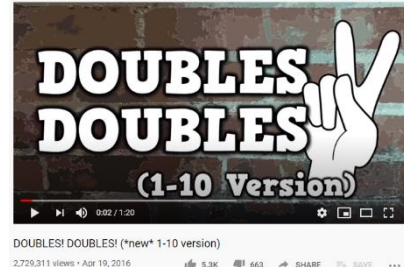 DOUBLES
DOUBLES
(1-10 Version)
0:02 / 1:20
DOUBLES! DOUBLES! (*new* 1-10 version)
2,729,311 views • Apr 19, 2016 5.3K 663 SHARE SAVE